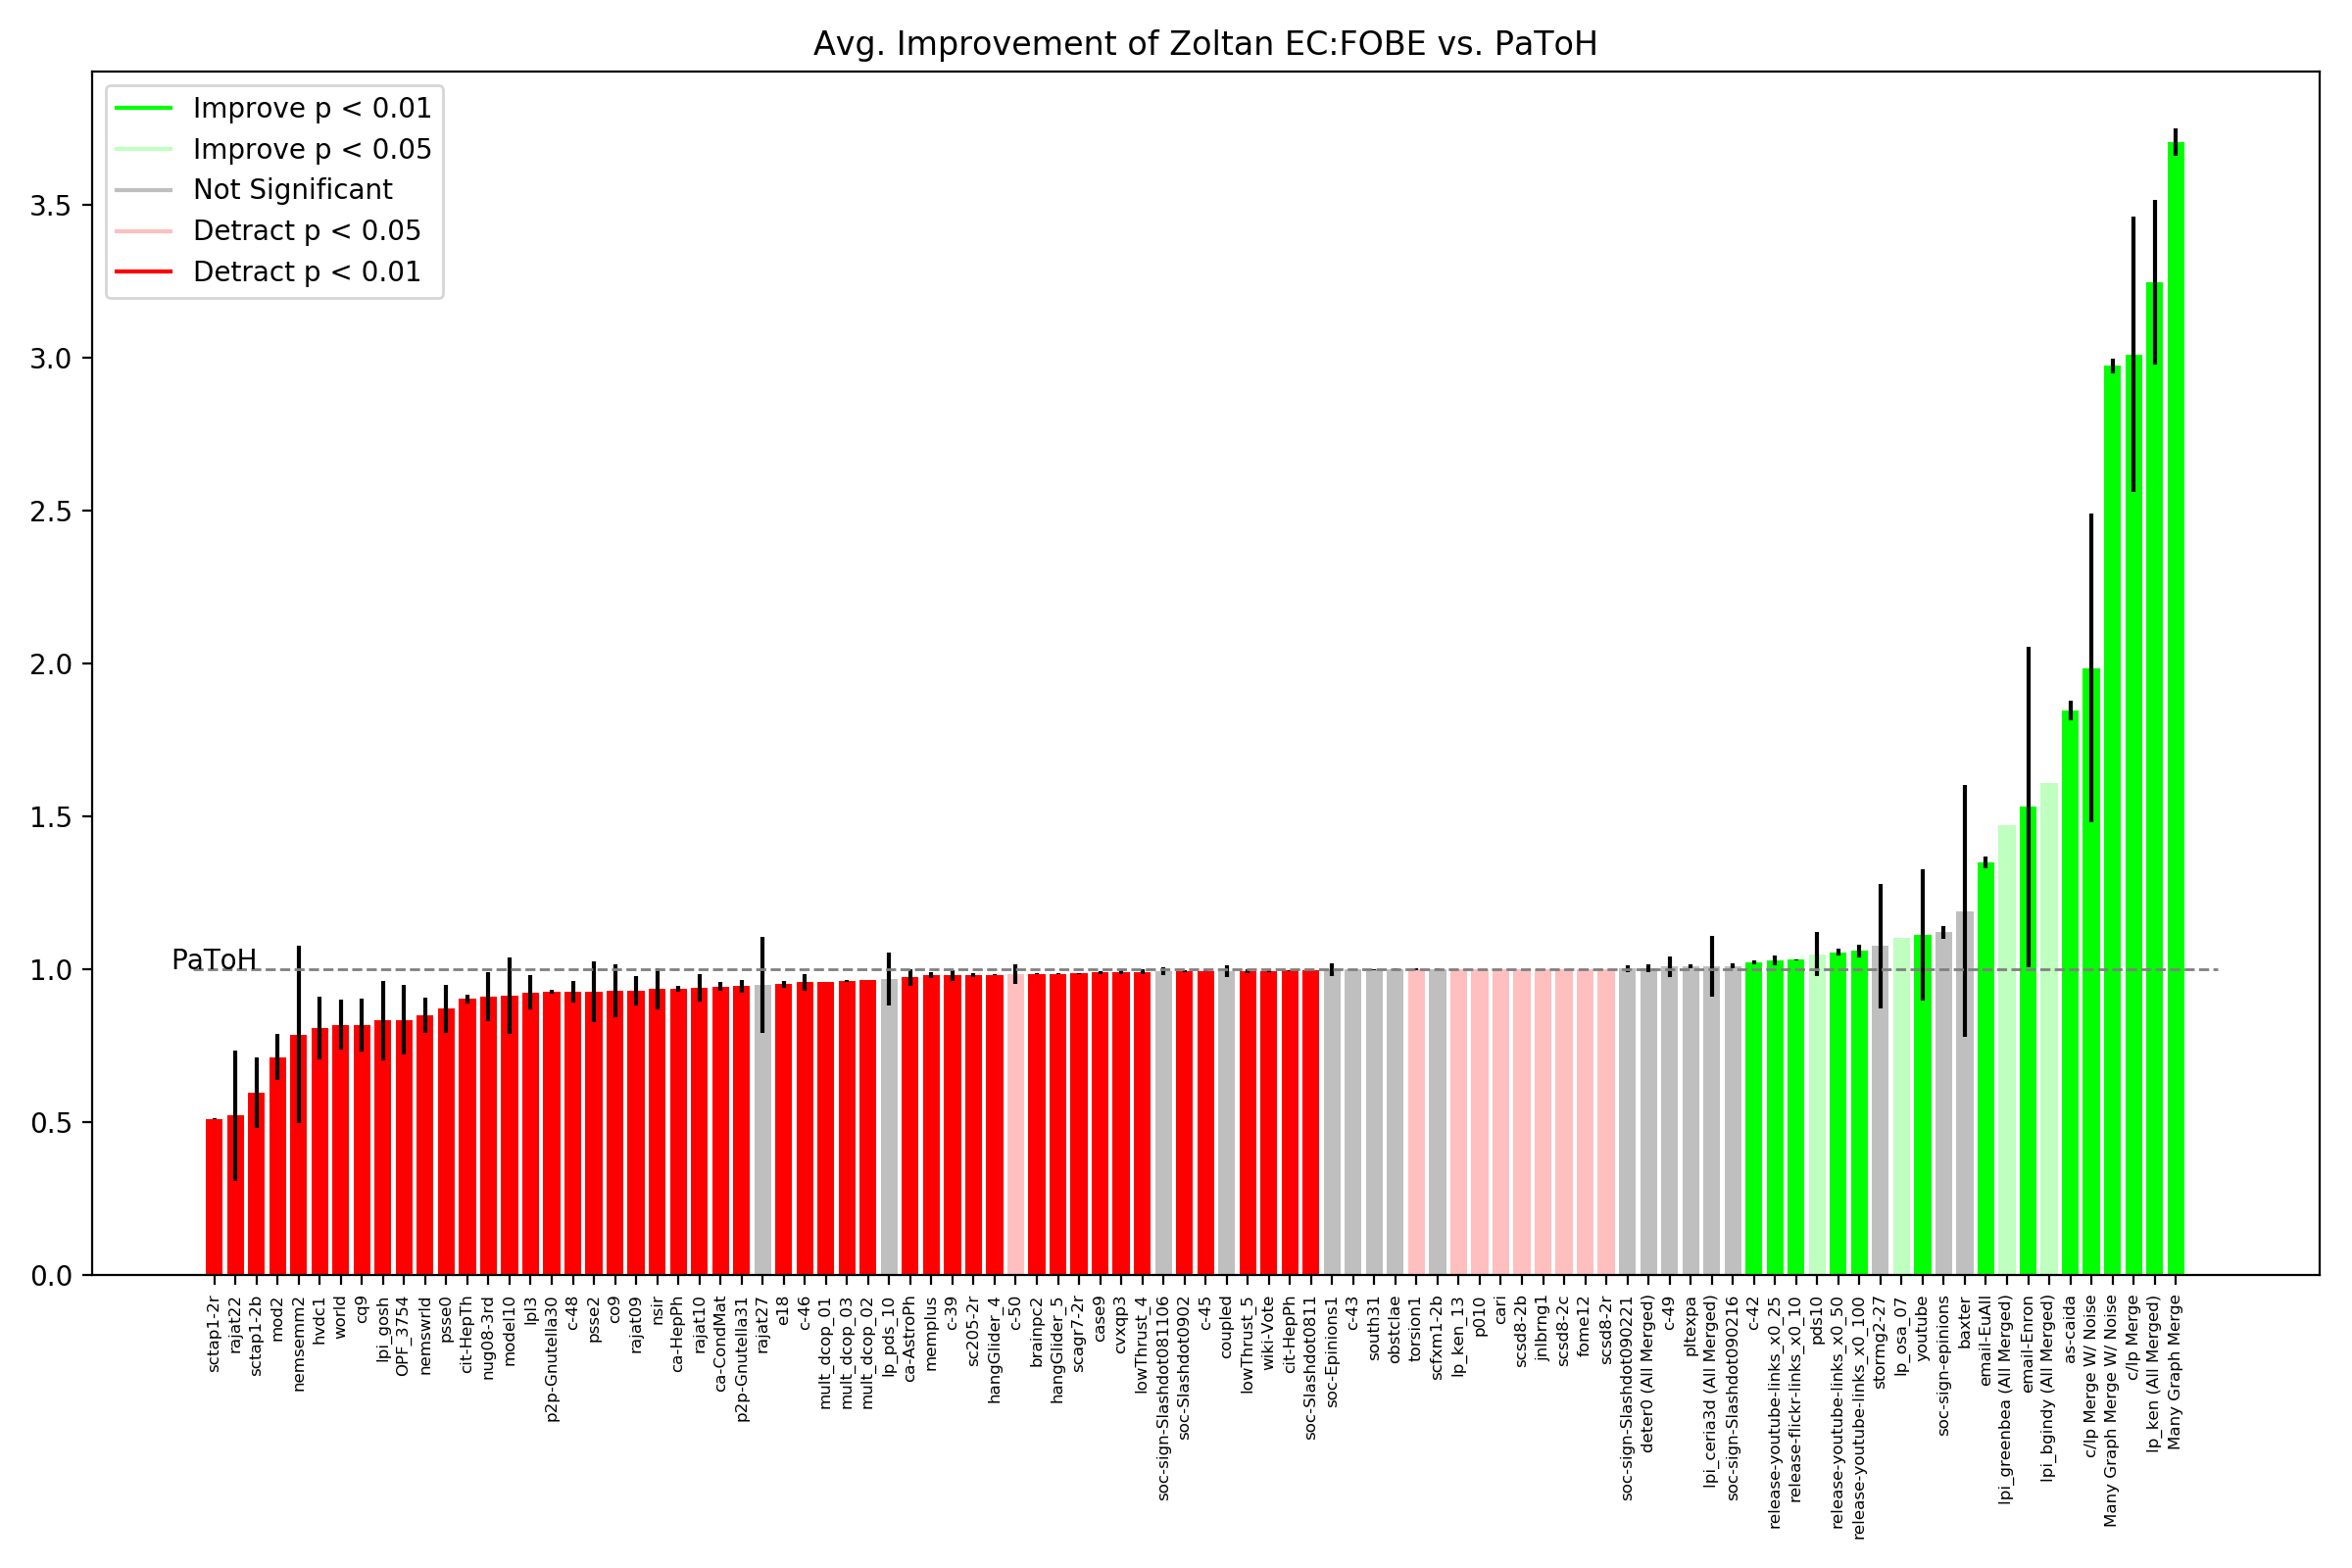 Avg. Improvement of Zoltan EC:FOBE vs. PaToH
Improve p < 0.01
Improve p < 0.05
Not Significant
Detract p < 0.05
Detract p < 0.01
3.5
3.0
2.5
2.0
1.5
1.0
0.5
0.0
PaToH
sctap1-2r
rajat22
sctap1-2b
mod2
nemsemm2
hvdc1
world
cq9
lpi_gosh
OPF_3754
nemswrld
psse0
cit-HepTh
nug08-3rd
model10
lpl3
p2p-Gnutella30
c-48
psse2
co9
rajat09
nsir
ca-HepPh
rajat10
ca-CondMat
p2p-Gnutella31
rajat27
e18
c-46
mult_dcop_01
mult_dcop_03
mult_dcop_02
lp_pds_10
ca-AstroPh
memplus
c-39
sc205-2r
hangGlider_4
c-50
brainpc2
hangGlider_5
scagr7-2r
case9
cvxqp3
lowThrust_4
soc-sign-Slashdot081106
soc-Slashdot0902
c-45
coupled
lowThrust_5
wiki-Vote
cit-HepPh
soc-Slashdot0811
soc-Epinions1
c-43
south31
obstclae
torsion1
scfxm1-2b
lp_ken_13
p010
cari
scsd8-2b
jnlbrng1
scsd8-2c
fome12
scsd8-2r
soc-sign-Slashdot090221
deter0 (All Merged)
c-49
pltexpa
lpi_ceria3d (All Merged)
soc-sign-Slashdot090216
c-42
release-youtube-links_x0_25
release-flickr-links_x0_10
pds10
release-youtube-links_x0_50
release-youtube-links_x0_100
stormg2-27
lp_osa_07
youtube
soc-sign-epinions
baxter
email-EuAll
lpi_greenbea (All Merged)
email-Enron
lpi_bgindy (All Merged)
as-caida
c/lp Merge W/ Noise
Many Graph Merge W/ Noise
c/lp Merge
lp_ken (All Merged)
Many Graph Merge